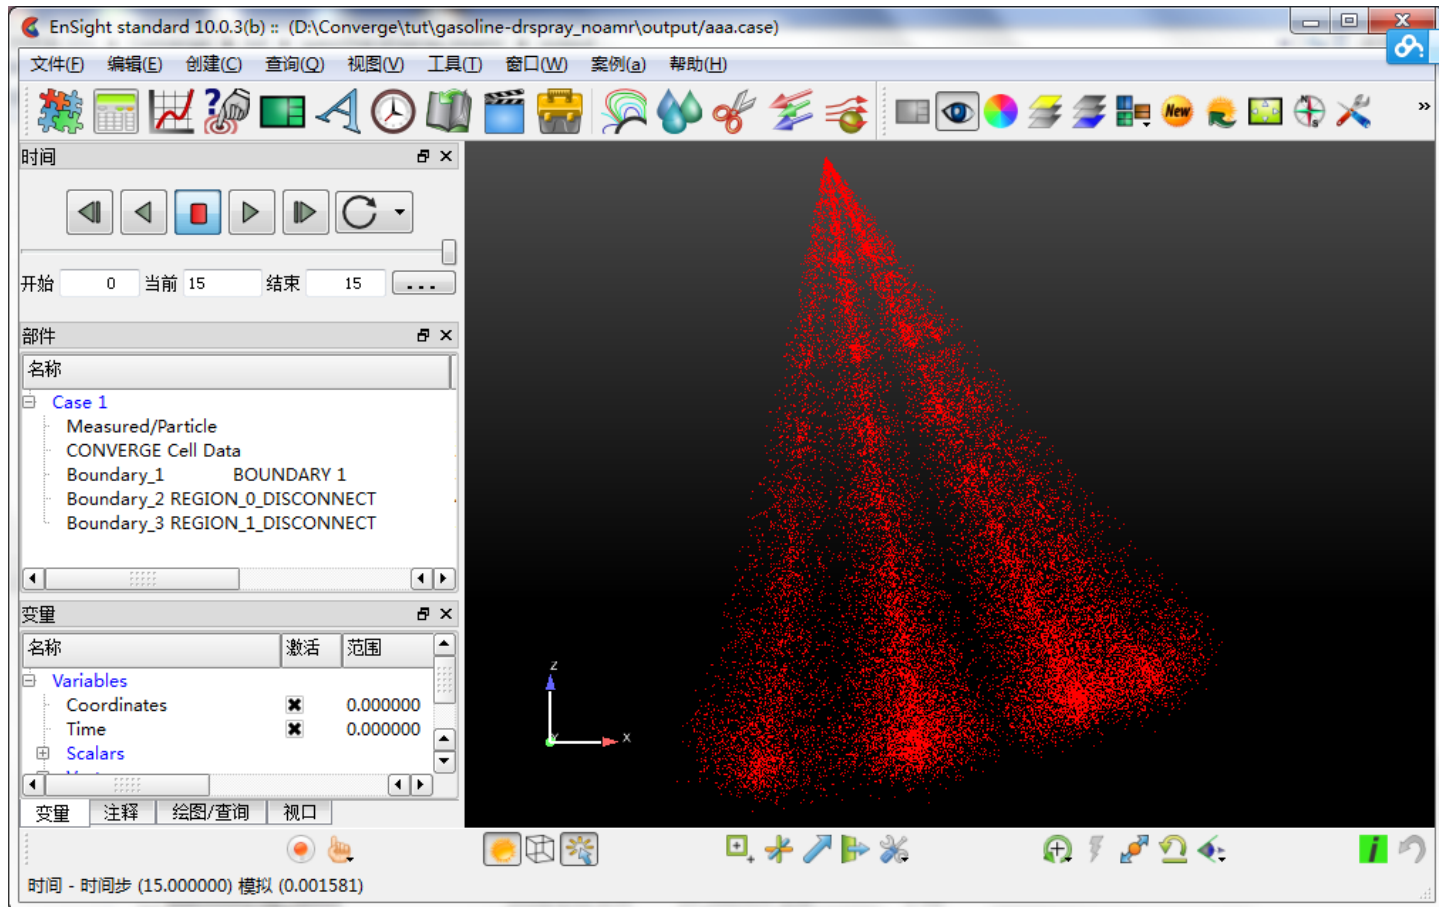 EnSight standard 10.0.3(b) :: (D:\Converge\tut\gasoline-drspray_noamr\output/aaa.case)
文件(F) 编辑(E) 创建(C) 查询(Q) 视图(V) 工具(T) 窗口(W) 案例(a) 帮助(H)
New
»
时间
开始 0 当前 15 结束 15 ...
部件
名称
Case 1
Measured/Particle
CONVERGE Cell Data
Boundary_1 BOUNDARY 1
Boundary_2 REGION_0_DISCONNECT
Boundary_3 REGION_1_DISCONNECT
变量
名称 激活 范围
Variables
Coordinates 0.000000
Time 0.000000
Scalars
Z
X
变量 注释 绘图/查询 视口
时间 - 时间步 (15.000000) 模拟 (0.001581)